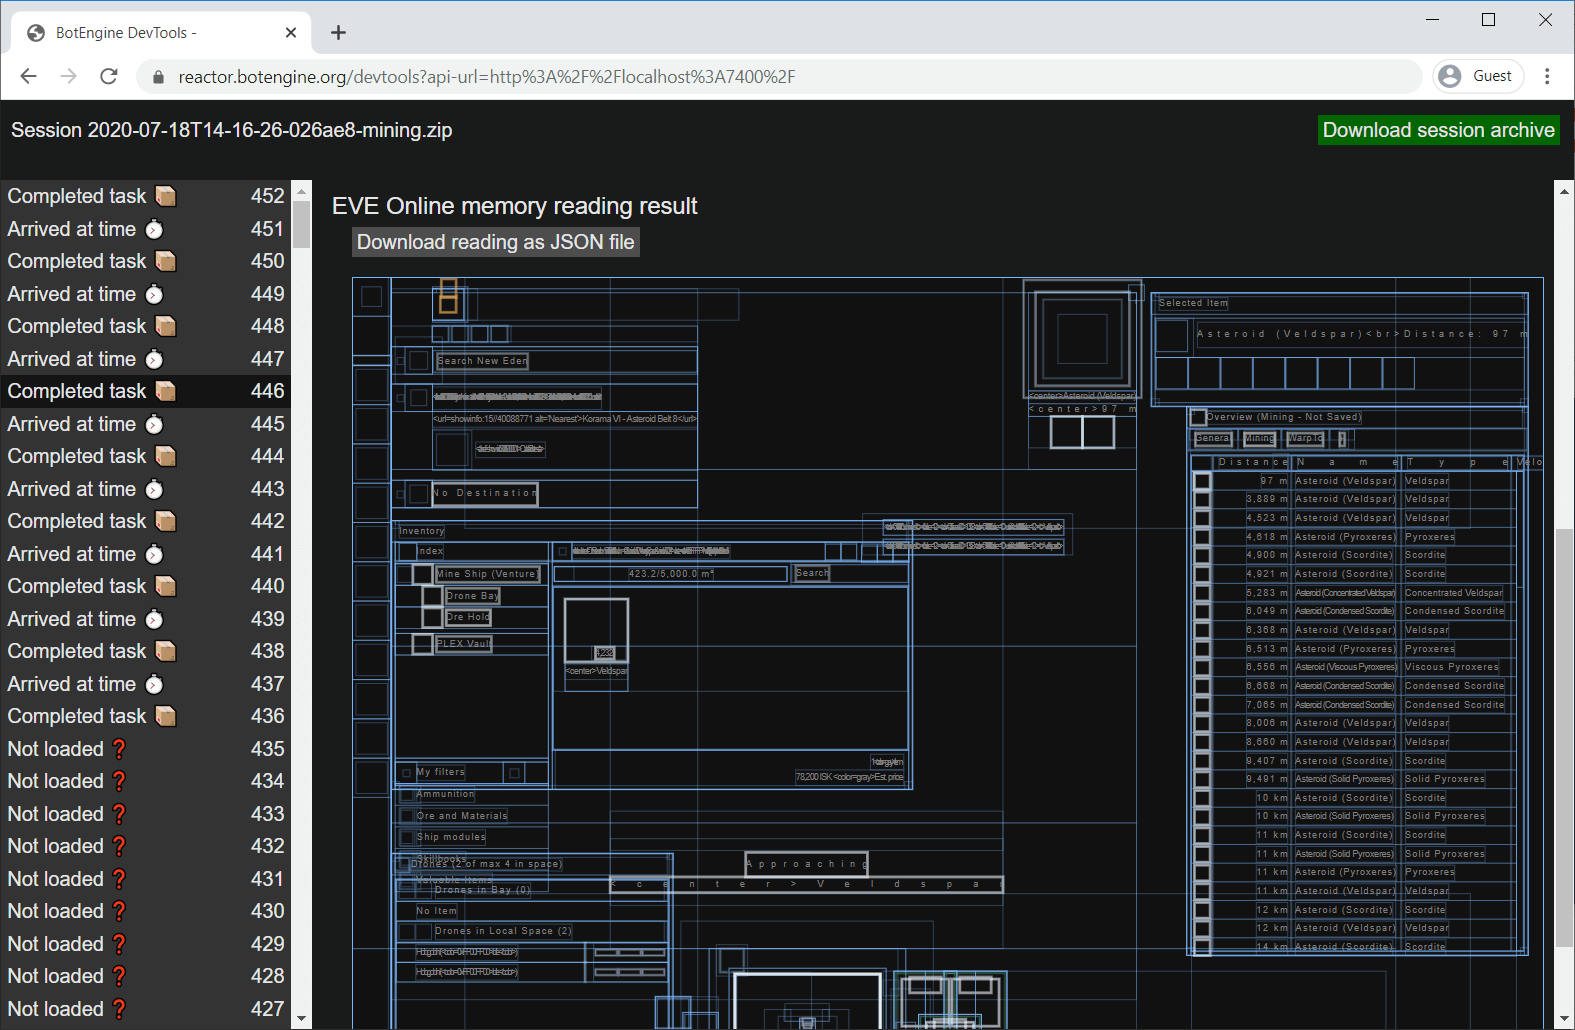 BotEngine DevTools -
reactor.botengine.org/devtools?api-url=http%3A%2F%2Flocalhost%3A7400%2F
Guest
Session 2020-07-18T14-16-26-026ae8-mining.zip
Download session archive
Completed task 452
Arrived at time 451
Completed task 450
Arrived at time 449
Completed task 448
Arrived at time 447
Completed task 446
Arrived at time 445
Completed task 444
Arrived at time 443
Completed task 442
Arrived at time 441
Completed task 440
Arrived at time 439
Completed task 438
Arrived at time 437
Completed task 436
Not loaded ❓ 435
Not loaded ❓ 434
Not loaded ❓ 433
Not loaded ❓ 432
Not loaded ❓ 431
Not loaded ❓ 430
Not loaded ❓ 429
Not loaded ❓ 428
Not loaded ❓ 427
EVE Online memory reading result
Download reading as JSON file
Search New Eden
<url=showinfo:15//40088771 alt='Nearest'>Korama VI - Asteroid Belt 8</url>
No Destination
<center>Asteroid (Veldspar)
<center>97 m
Selected Item
Asteroid (Veldspar)<br>Distance: 97 m
Overview (Mining - Not Saved)
General Mining WarpTo
Distance Name Type Velo
97 m Asteroid (Veldspar) Veldspar
3,889 m Asteroid (Veldspar) Veldspar
4,523 m Asteroid (Veldspar) Veldspar
4,618 m Asteroid (Pyroxeres) Pyroxeres
4,900 m Asteroid (Scordite) Scordite
4,921 m Asteroid (Scordite) Scordite
5,283 m Asteroid (Concentrated Veldspar) Concentrated Veldspar
6,049 m Asteroid (Condensed Scordite) Condensed Scordite
6,368 m Asteroid (Veldspar) Veldspar
6,513 m Asteroid (Pyroxeres) Pyroxeres
6,556 m Asteroid (Viscous Pyroxeres) Viscous Pyroxeres
6,668 m Asteroid (Condensed Scordite) Condensed Scordite
7,065 m Asteroid (Condensed Scordite) Condensed Scordite
8,006 m Asteroid (Veldspar) Veldspar
8,660 m Asteroid (Veldspar) Veldspar
9,407 m Asteroid (Scordite) Scordite
9,491 m Asteroid (Solid Pyroxeres) Solid Pyroxeres
10 km Asteroid (Scordite) Scordite
10 km Asteroid (Solid Pyroxeres) Solid Pyroxeres
11 km Asteroid (Scordite) Scordite
11 km Asteroid (Solid Pyroxeres) Solid Pyroxeres
11 km Asteroid (Pyroxeres) Pyroxeres
11 km Asteroid (Veldspar) Veldspar
12 km Asteroid (Scordite) Scordite
12 km Asteroid (Veldspar) Veldspar
14 km Asteroid (Scordite) Scordite
Inventory
Index
Mine Ship (Venture)
Drone Bay
Ore Hold
PLEX Vault
423.2/5,000.0 m³
Search
4232
<center>Veldspar
78,200 ISK <color=gray>Est. price
My filters
Ammunition
Ore and Materials
Ship modules
Skillbooks
Drones (2 of max 4 in space)
Valuable Items
Drones in Bay (0)
No Item
Drones in Local Space (2)
Approaching
<center>Veldspa